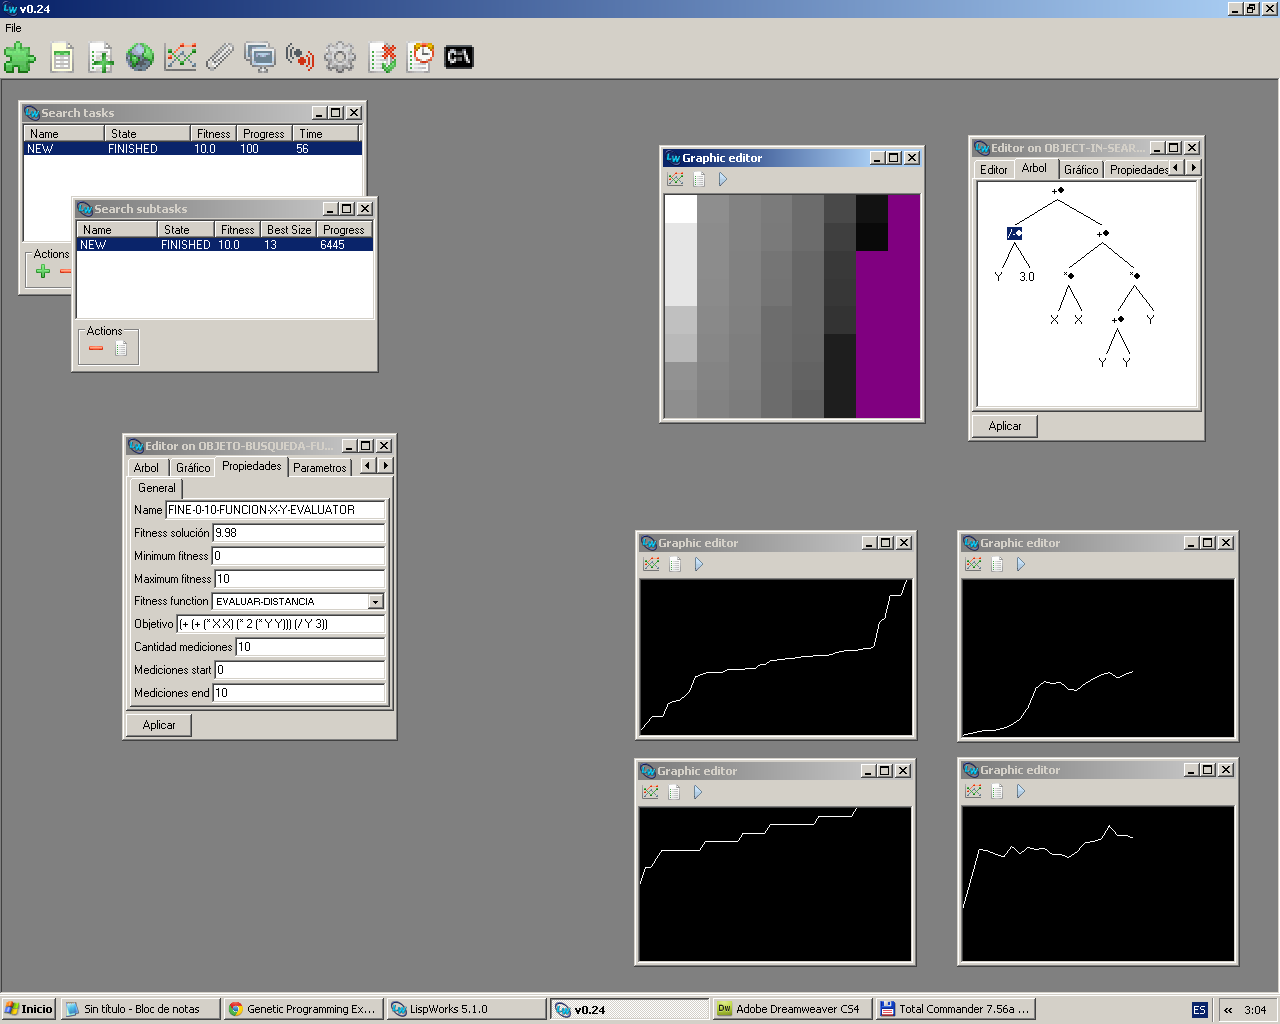 v0.24
File
C:\
Search tasks
Name State Fitness Progress Time
NEW FINISHED 10.0 100 56
Actions
Search subtasks
Name State Fitness Best Size Progress
NEW FINISHED 10.0 13 6445
Actions
Graphic editor
Editor on OBJECT-IN-SEAR...
Editor Arbol Gráfico Propiedades
+
/- +
Y 3.0 * *
X X + Y
Y Y
Aplicar
Editor on OBJETO-BUSQUEDA-FU...
Arbol Gráfico Propiedades Parametros
General
Name FINE-0-10-FUNCION-X-Y-EVALUATOR
Fitness solución 9.98
Minimum fitness 0
Maximum fitness 10
Fitness function EVALUAR-DISTANCIA
Objetivo (+ (+ (* X X) (* 2 (* Y Y))) (/ Y 3))
Cantidad mediciones 10
Mediciones start 0
Mediciones end 10
Aplicar
Graphic editor
Graphic editor
Graphic editor
Graphic editor
Inicio Sin título - Bloc de notas Genetic Programming Ex... LispWorks 5.1.0 v0.24 Adobe Dreamweaver CS4 Total Commander 7.56a ... ES « 3:04